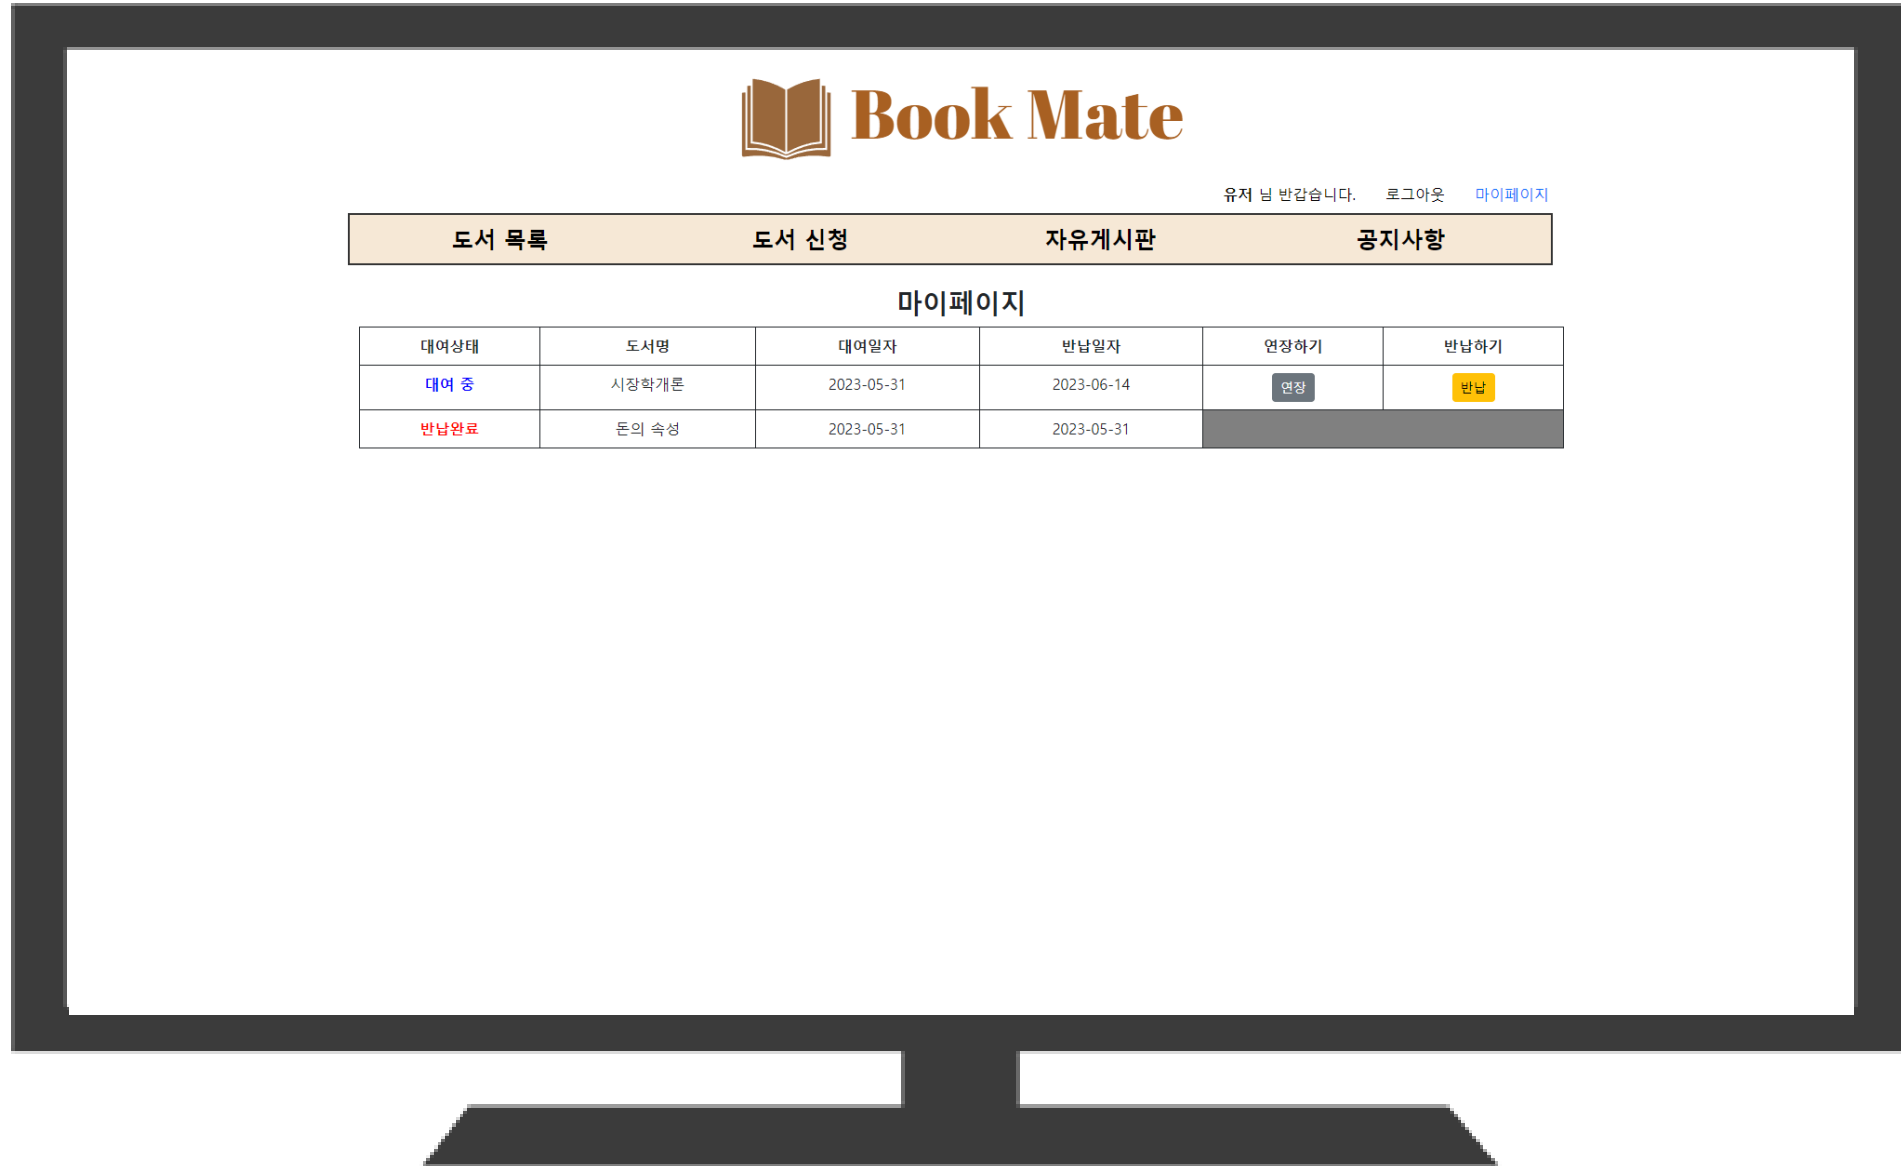 Book Mate
유저 님 반갑습니다. 로그아웃 마이페이지
도서 목록 도서 신청 자유게시판 공지사항
마이페이지
대여상태 도서명 대여일자 반납일자 연장하기 반납하기
대여 중 시장학개론 2023-05-31 2023-06-14 연장 반납
반납완료 돈의 속성 2023-05-31 2023-05-31